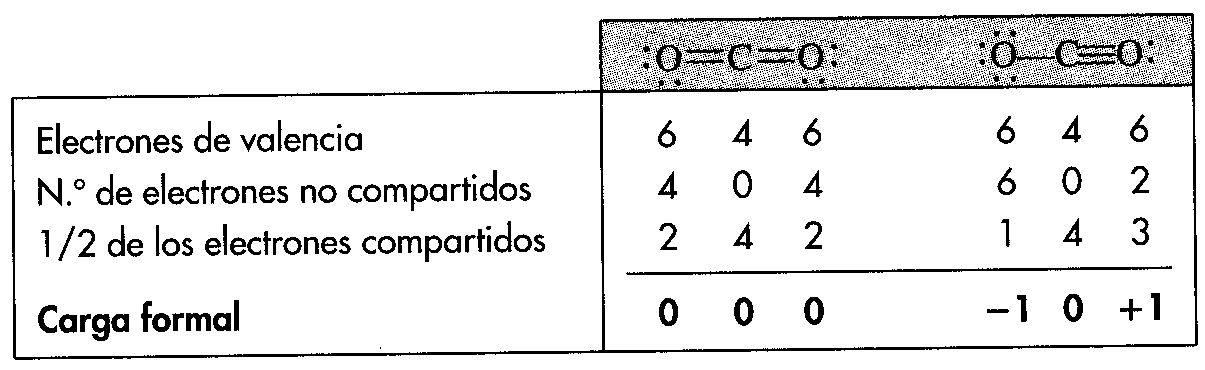 :Ö=C=Ö: :Ö—C≡O:
Electrones de valencia 6 4 6 6 4 6
N.º de electrones no compartidos 4 0 4 6 0 2
1/2 de los electrones compartidos 2 4 2 1 4 3
Carga formal 0 0 0 −1 0 +1